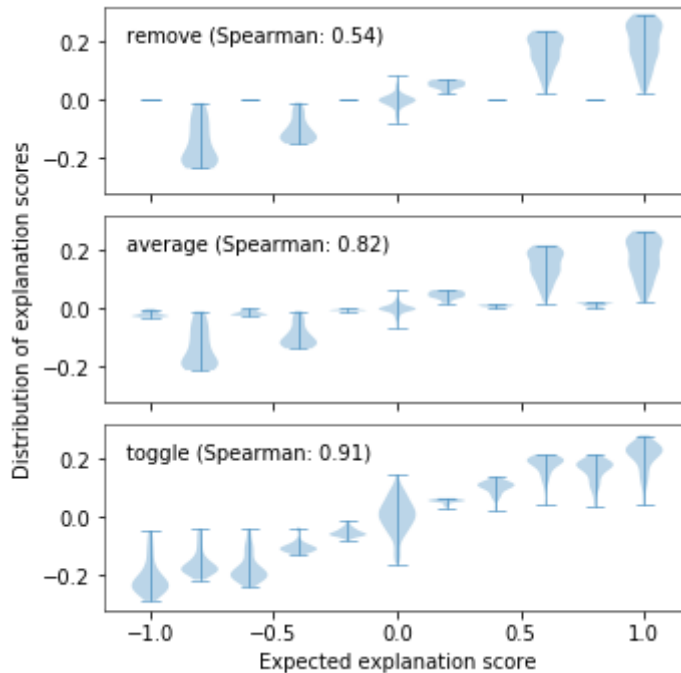 0.2
remove (Spearman: 0.54)
0.0
−0.2
0.2
average (Spearman: 0.82)
0.0
−0.2
0.2
toggle (Spearman: 0.91)
0.0
−0.2
Distribution of explanation scores
−1.0 −0.5 0.0 0.5 1.0
Expected explanation score